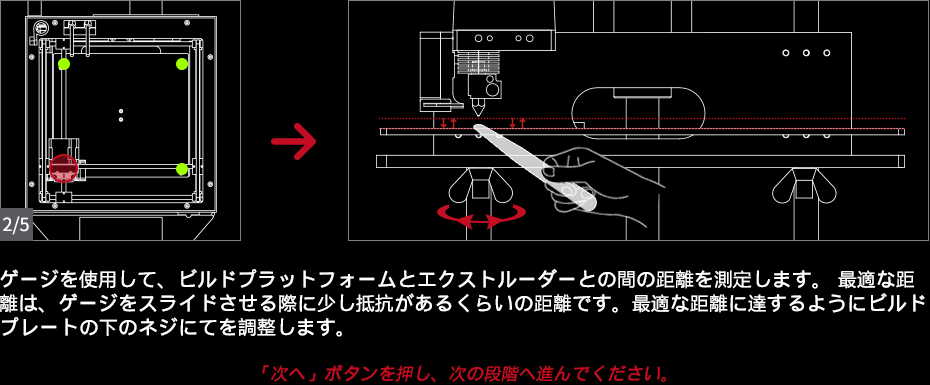 2/5
ゲージを使用して、ビルドプラットフォームとエクストルーダーとの間の距離を測定します。 最適な距
離は、ゲージをスライドさせる際に少し抵抗があるくらいの距離です。最適な距離に達するようにビルド
プレートの下のネジにてを調整します。
「次へ」ボタンを押し、次の段階へ進んでください。